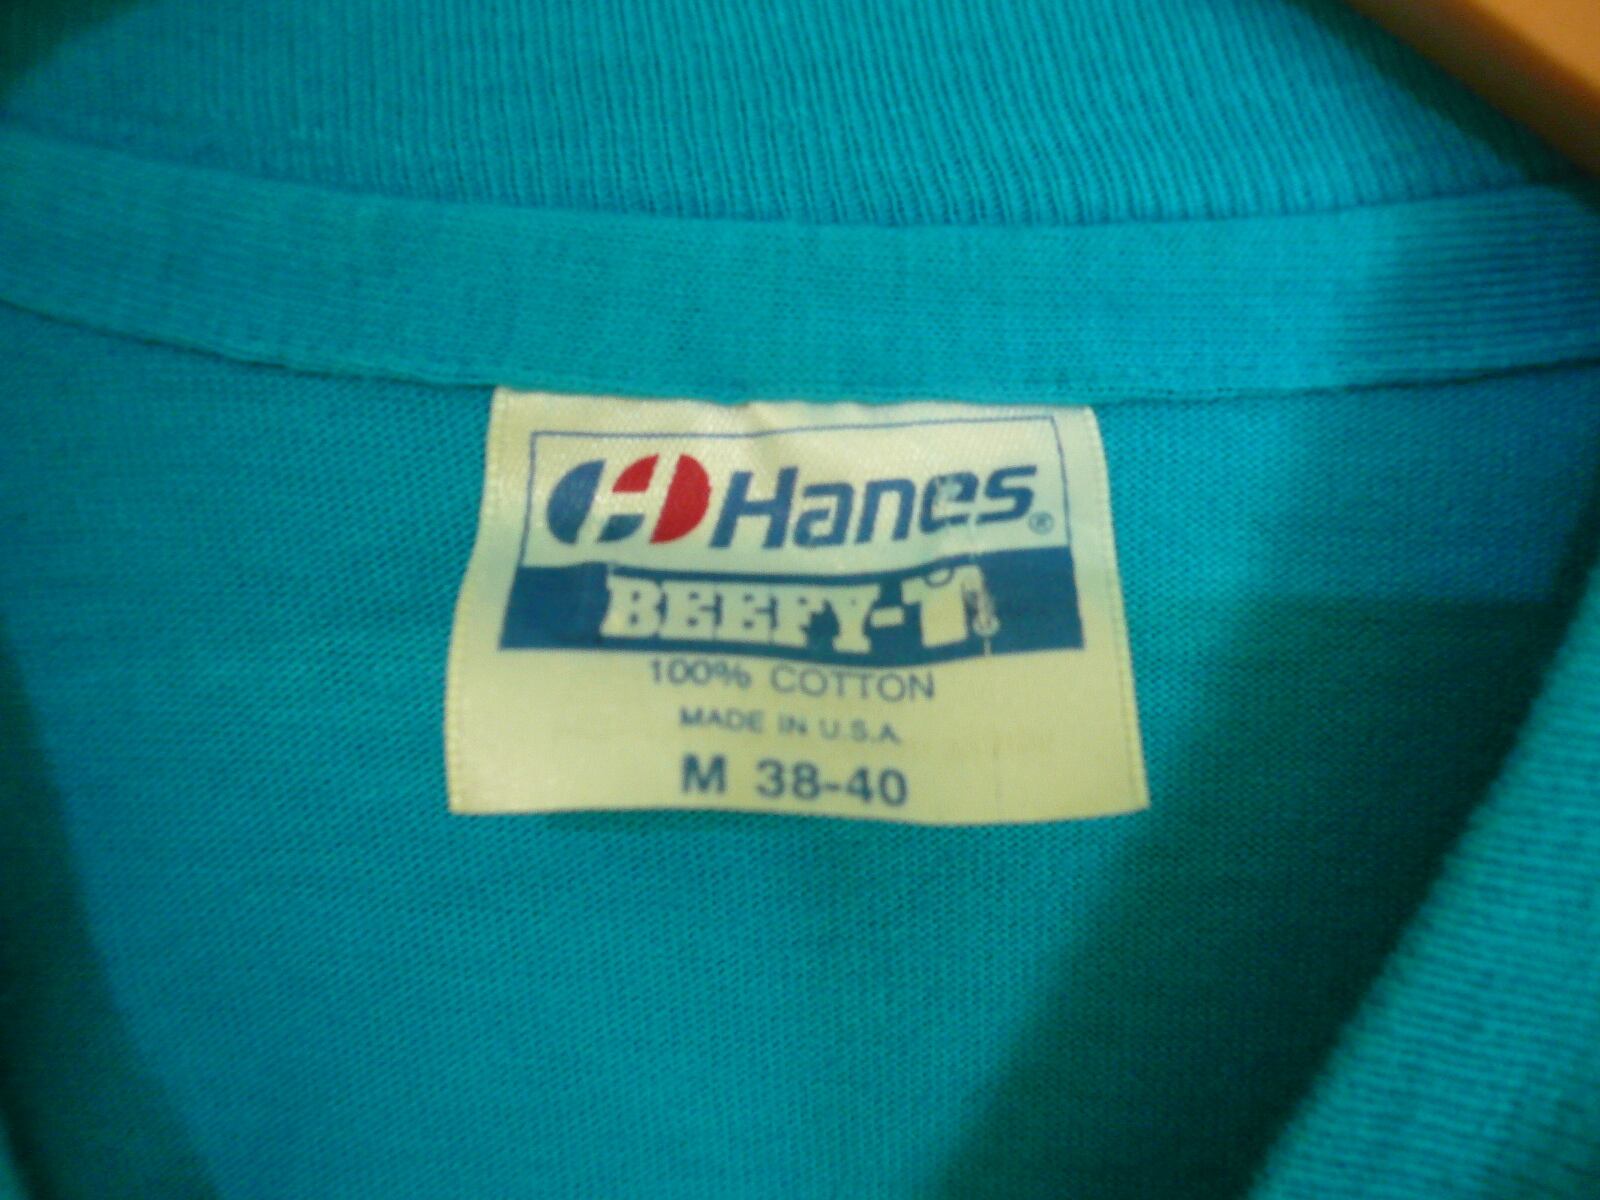 Hanes®
BEEFY-T
100% COTTON
MADE IN U.S.A.
M 38-40